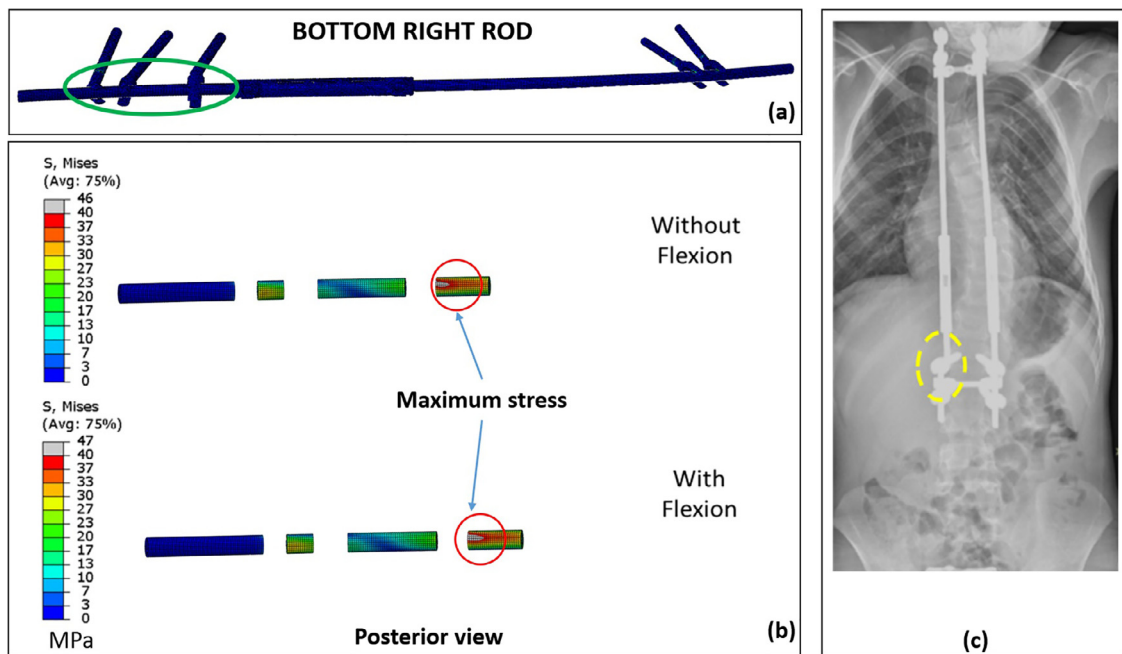 BOTTOM RIGHT ROD
(a)
S, Mises
(Avg: 75%)
46
40
37
33
30
27
23
20
17
13
10
7
3
0
Without
Flexion
Maximum stress
S, Mises
(Avg: 75%)
47
40
37
33
30
27
23
20
17
13
10
7
3
0
MPa
With
Flexion
Posterior view
(b)
(c)